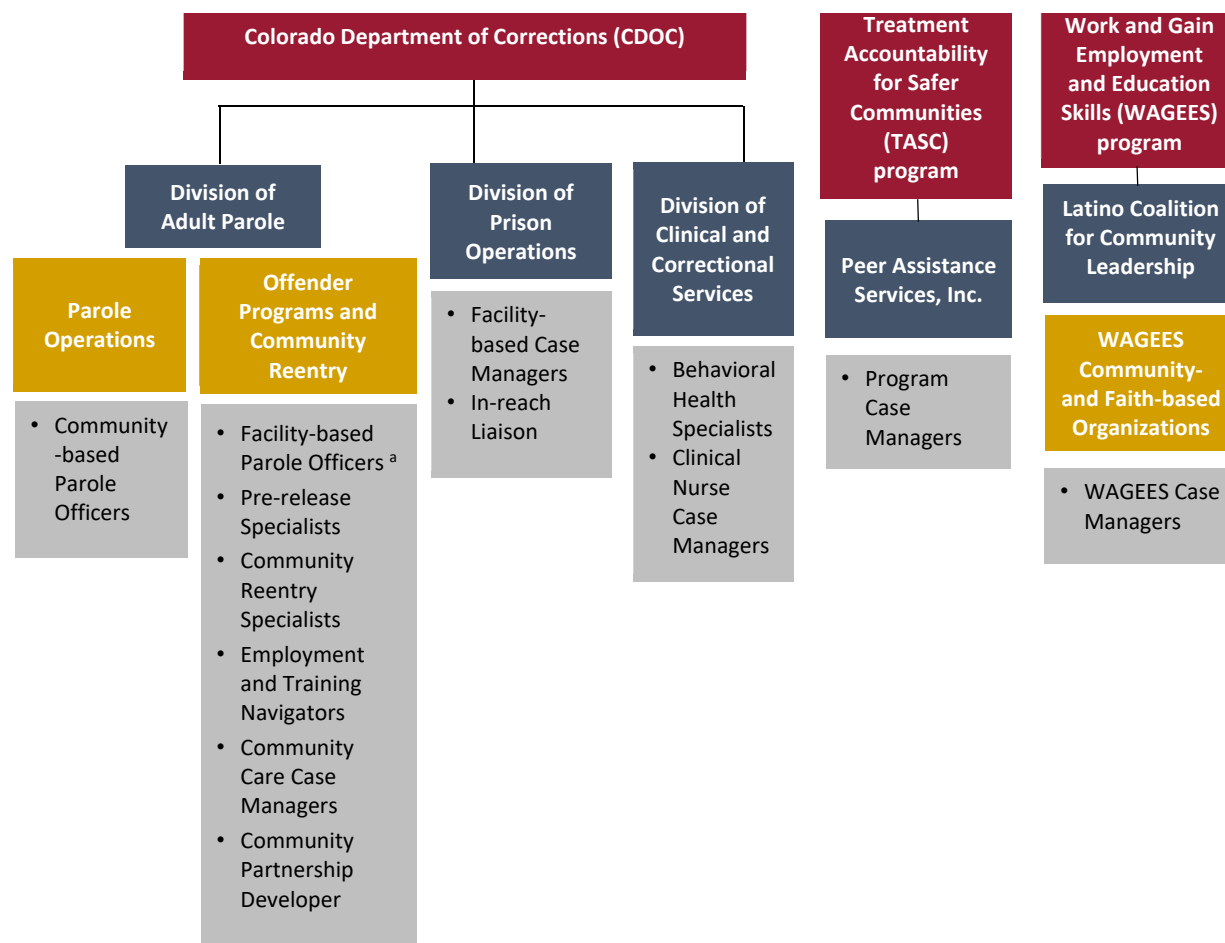 Colorado Department of Corrections (CDOC)
Treatment
Accountability
for Safer
Communities
(TASC)
program
Work and Gain
Employment
and Education
Skills (WAGEES)
program
Division of
Adult Parole
Division of
Prison
Operations
Division of
Clinical and
Correctional
Services
Peer Assistance
Services, Inc.
Latino Coalition
for Community
Leadership
Parole
Operations
Offender
Programs and
Community
Reentry
WAGEES
Community-
and Faith-based
Organizations
• Community
-based
Parole
Officers
• Facility-based
Parole Officers a
• Pre-release
Specialists
• Community
Reentry
Specialists
• Employment
and Training
Navigators
• Community
Care Case
Managers
• Community
Partnership
Developer
• Facility-
based Case
Managers
• In-reach
Liaison
• Behavioral
Health
Specialists
• Clinical
Nurse
Case
Managers
• Program
Case
Managers
• WAGEES Case
Managers